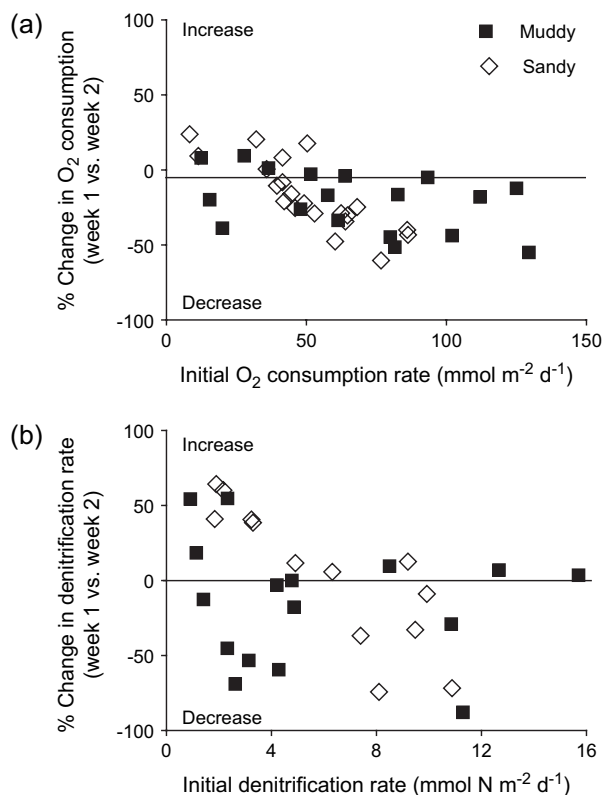 (a)
% Change in O2 consumption
(week 1 vs. week 2)
100
50
0
-50
-100
Increase
Decrease
Muddy
Sandy
0
50
100
150
Initial O2 consumption rate (mmol m-2 d-1)
(b)
% Change in denitrification rate
(week 1 vs. week 2)
100
50
0
-50
-100
Increase
Decrease
0
4
8
12
16
Initial denitrification rate (mmol N m-2 d-1)